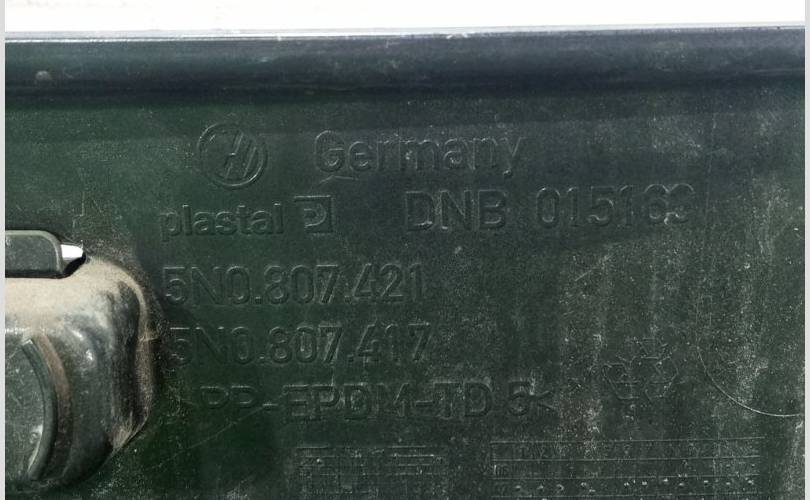 Germany
plastal DNB 015163
5N0.807.421
5N0.807.417
>PP-EPDM-TD 5<